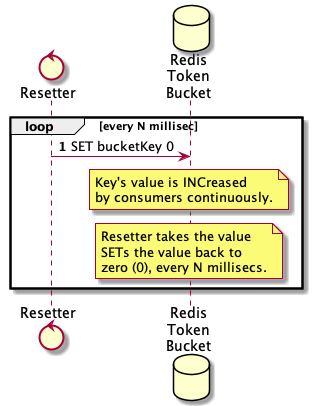 Redis
Token
Bucket
Resetter
loop
[every N millisec]
1 SET bucketKey 0
Key's value is INCreased
by consumers continuously.
Resetter takes the value
SETs the value back to
zero (0), every N millisecs.
Resetter
Redis
Token
Bucket